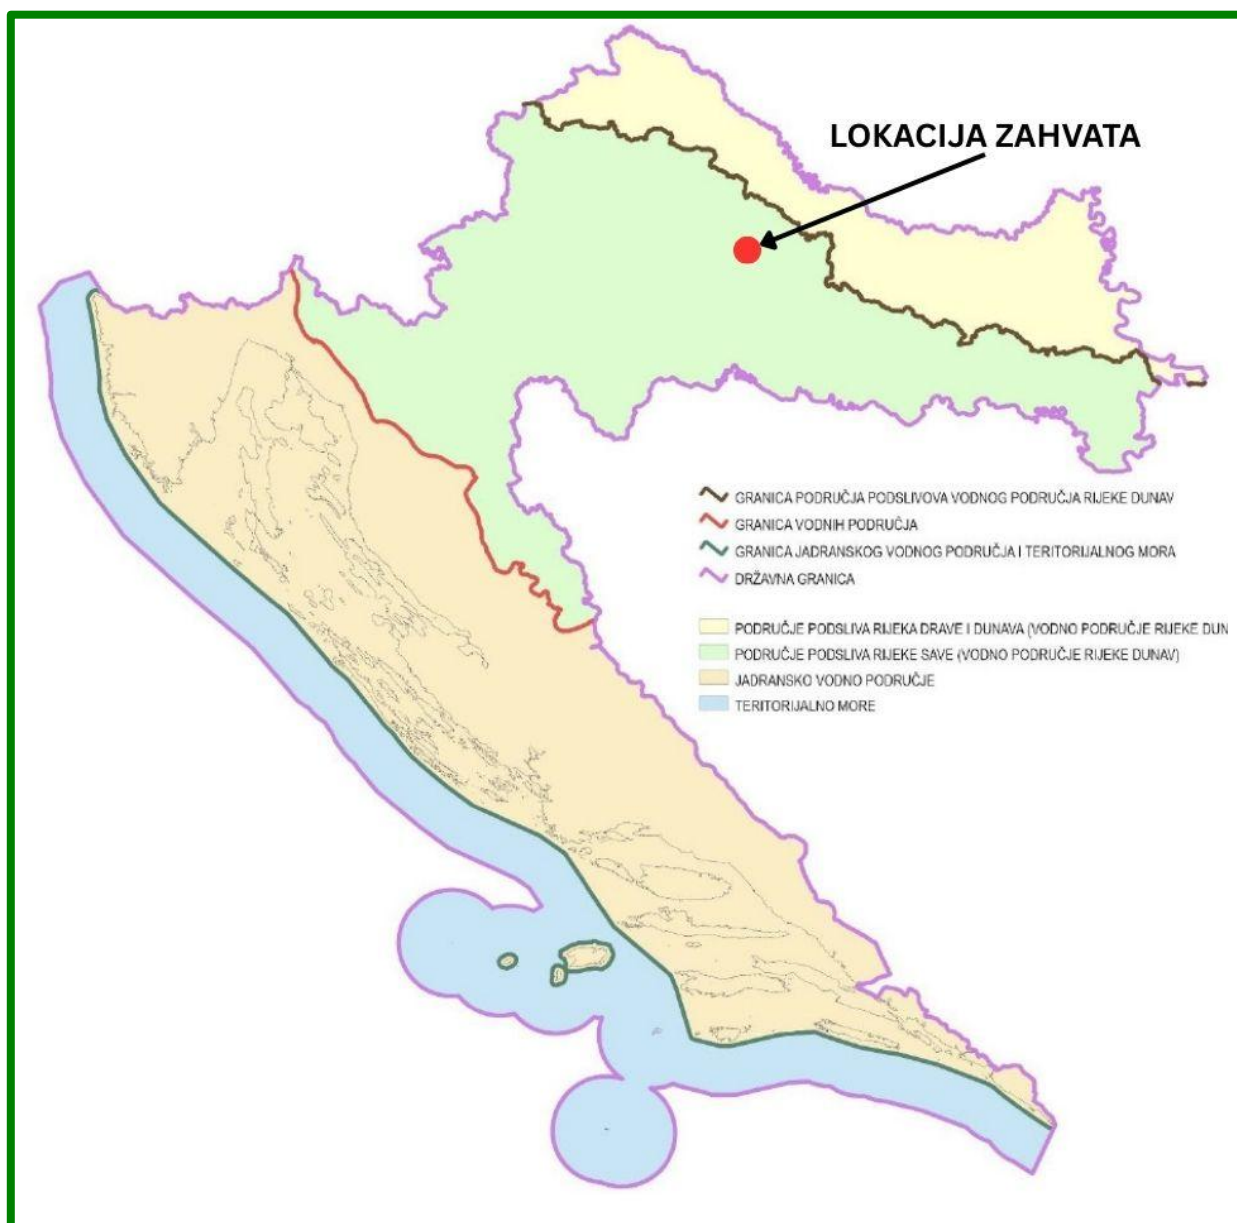 LOKACIJA ZAHVATA
GRANICA PODRUČJA PODSLIVOVA VODNOG PODRUČJA RIJEKE DUNAV
GRANICA VODNIH PODRUČJA
GRANICA JADRANSKOG VODNOG PODRUČJA I TERITORIJALNOG MORA
DRŽAVNA GRANICA
PODRUČJE PODSLIVA RIJEKA DRAVE I DUNAVA (VODNO PODRUČJE RIJEKE DUN
PODRUČJE PODSLIVA RIJEKE SAVE (VODNO PODRUČJE RIJEKE DUNAV)
JADRANSKO VODNO PODRUČJE
TERITORIJALNO MORE